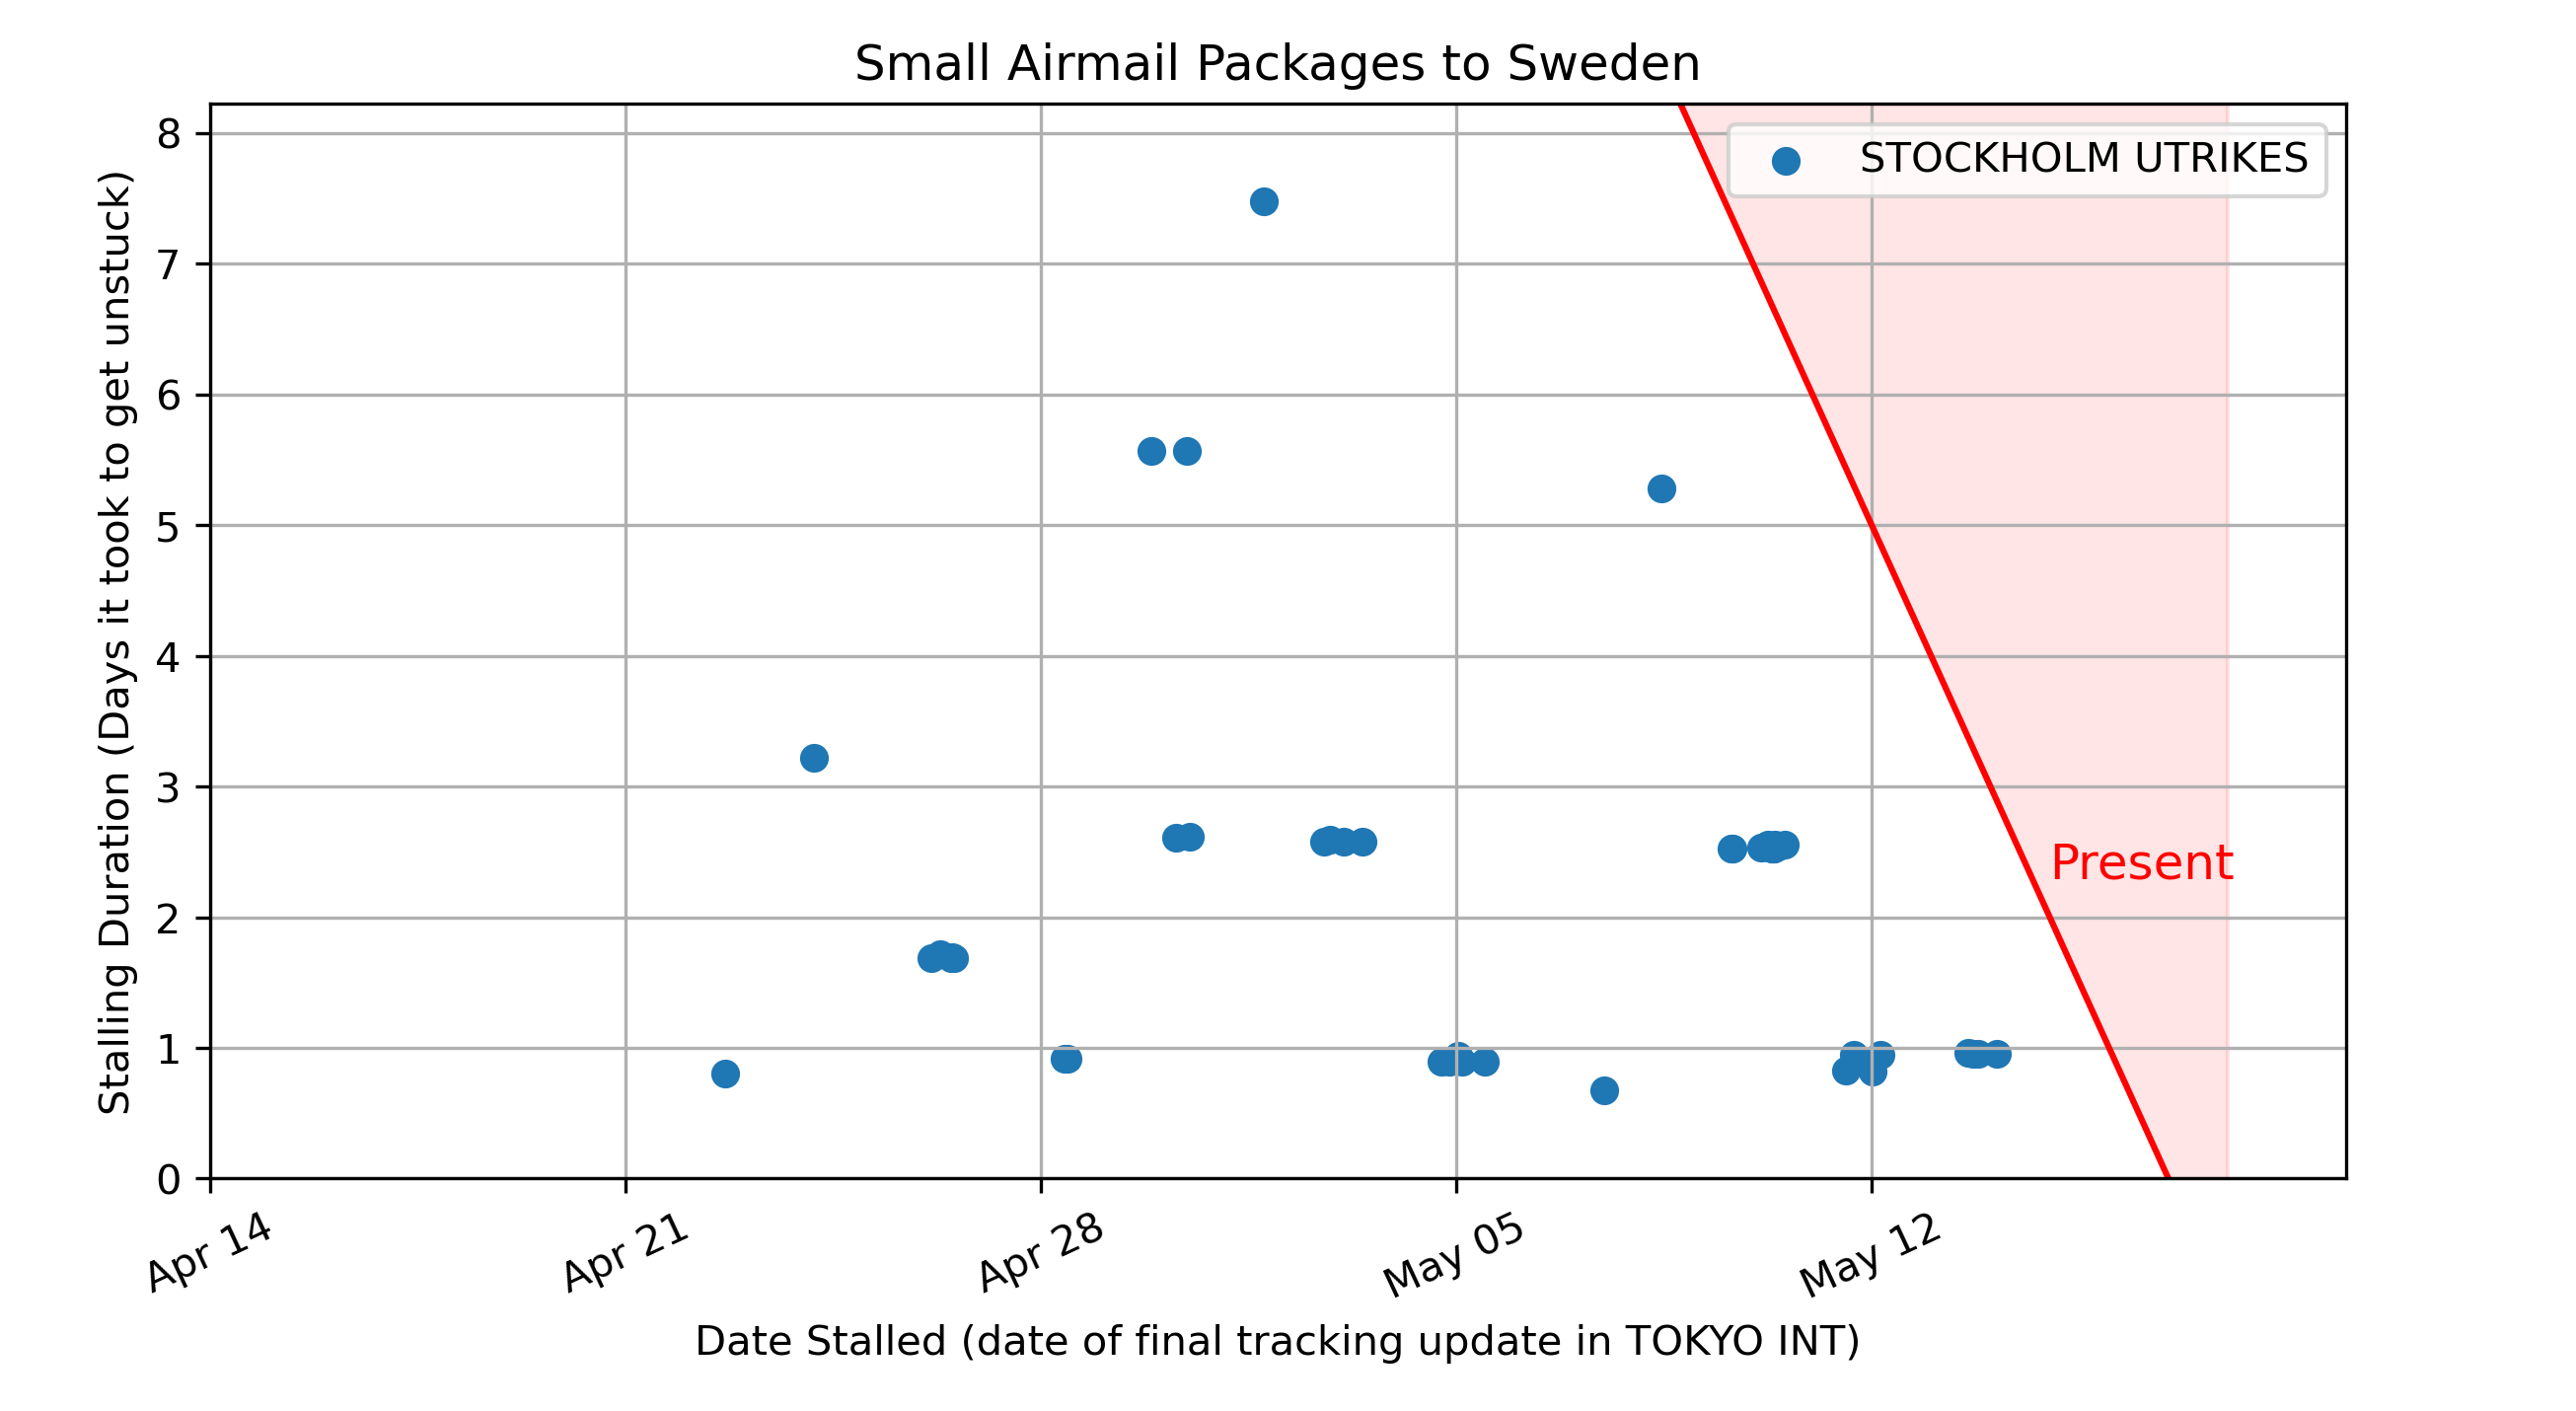 Small Airmail Packages to Sweden
STOCKHOLM UTRIKES
Stalling Duration (Days it took to get unstuck)
8
7
6
5
4
3
2
1
0
Present
Apr 14
Apr 21
Apr 28
May 05
May 12
Date Stalled (date of final tracking update in TOKYO INT)